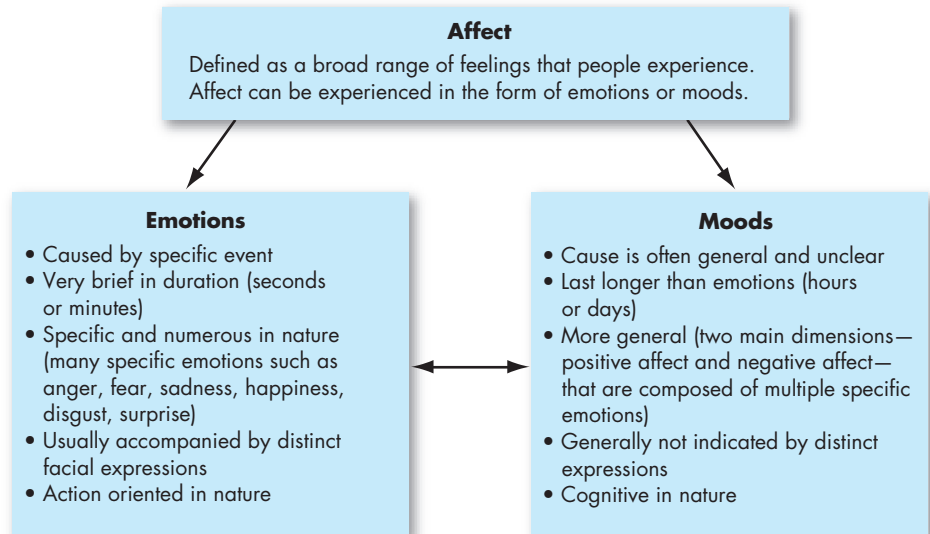 Affect
Defined as a broad range of feelings that people experience.
Affect can be experienced in the form of emotions or moods.
Emotions
• Caused by specific event
• Very brief in duration (seconds
or minutes)
• Specific and numerous in nature
(many specific emotions such as
anger, fear, sadness, happiness,
disgust, surprise)
• Usually accompanied by distinct
facial expressions
• Action oriented in nature
Moods
• Cause is often general and unclear
• Last longer than emotions (hours
or days)
• More general (two main dimensions—
positive affect and negative affect—
that are composed of multiple specific
emotions)
• Generally not indicated by distinct
expressions
• Cognitive in nature